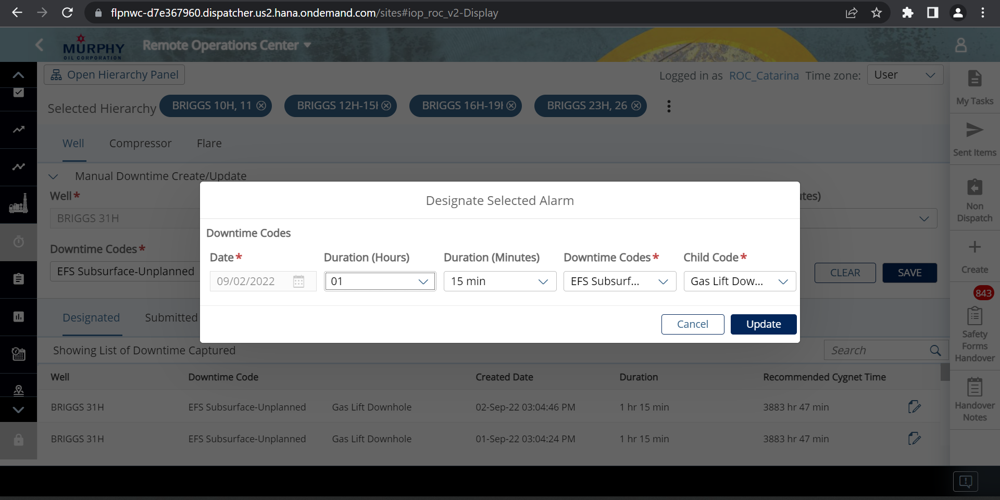 flpnwc-d7e367960.dispatcher.us2.hana.ondemand.com/sites#iop_roc_v2-Display
MURPHY
OIL CORPORATION
Remote Operations Center
Open Hierarchy Panel
Logged in as ROC_Catarina Time zone: User
Selected Hierarchy BRIGGS 10H, 11 BRIGGS 12H-15H BRIGGS 16H-19H BRIGGS 23H, 26
Well Compressor Flare
Manual Downtime Create/Update
Well*
BRIGGS 31H
Downtime Codes*
EFS Subsurface-Unplanned
utes)
CLEAR SAVE
Designate Selected Alarm
Downtime Codes
Date* Duration (Hours) Duration (Minutes) Downtime Codes* Child Code*
09/02/2022 01 15 min EFS Subsurf... Gas Lift Dow...
Cancel Update
Designated Submitted
Showing List of Downtime Captured
Search
Well Downtime Code Created Date Duration Recommended Cygnet Time
BRIGGS 31H EFS Subsurface-Unplanned Gas Lift Downhole 02-Sep-22 03:04:46 PM 1 hr 15 min 3883 hr 47 min
BRIGGS 31H EFS Subsurface-Unplanned Gas Lift Downhole 01-Sep-22 03:04:24 PM 1 hr 15 min 3883 hr 47 min
My Tasks
Sent Items
Non
Dispatch
Create
843
Safety
Forms
Handover
Handover
Notes